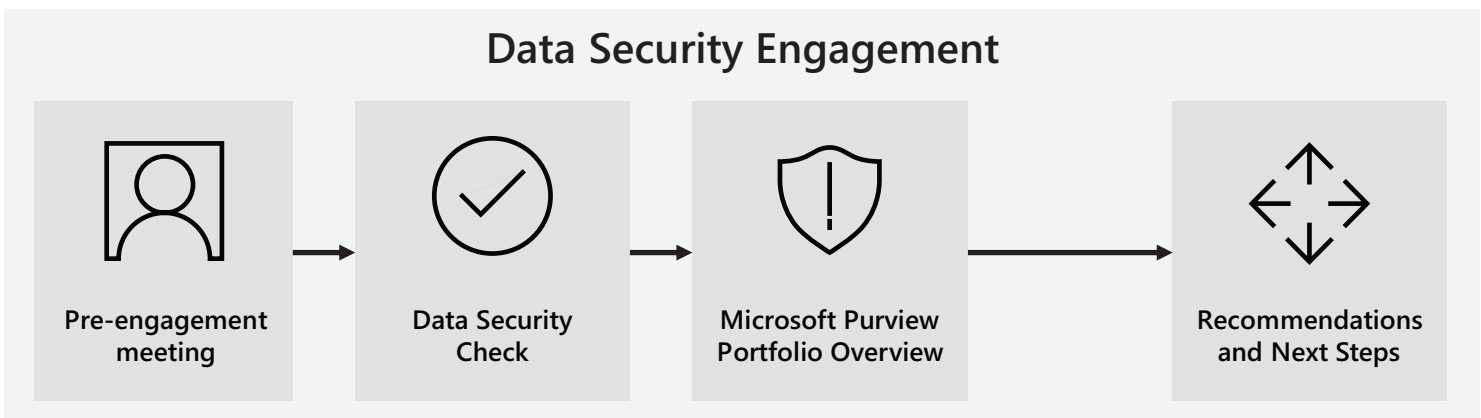 Data Security Engagement
Pre-engagement
meeting
Data Security
Check
Microsoft Purview
Portfolio Overview
Recommendations
and Next Steps